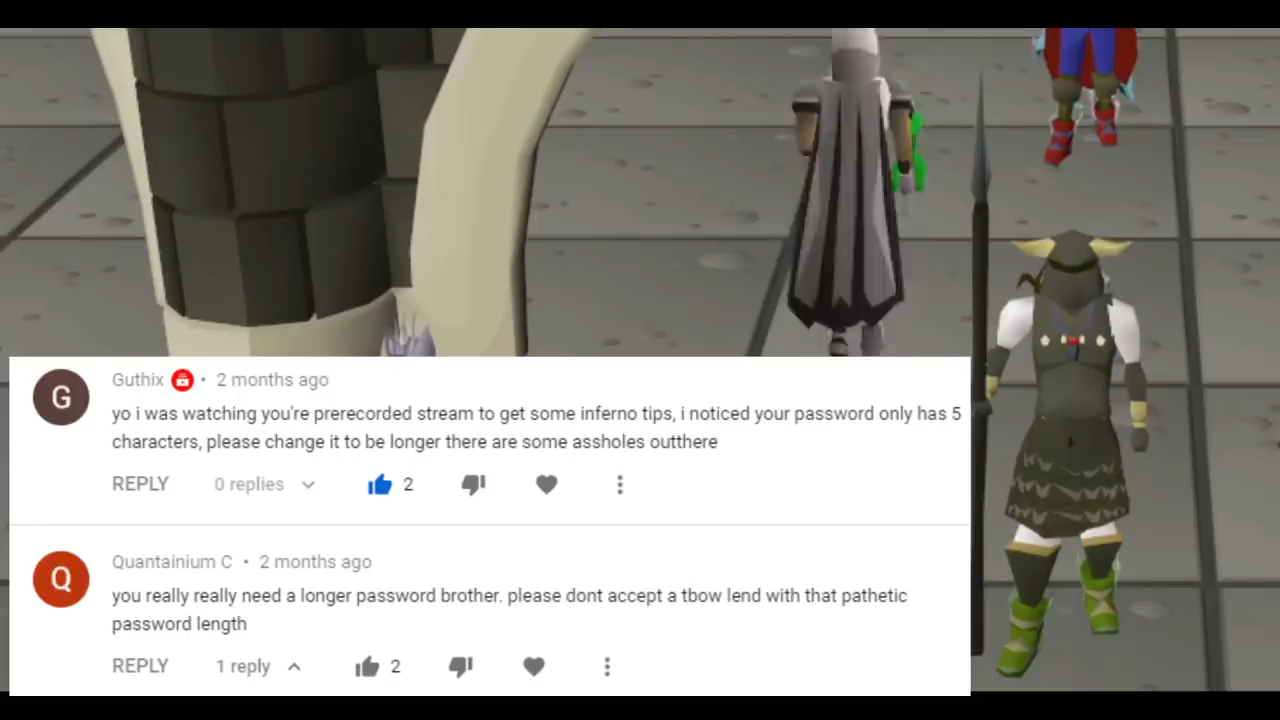 G
Guthix • 2 months ago
yo i was watching you're prerecorded stream to get some inferno tips, i noticed your password only has 5
characters, please change it to be longer there are some assholes outthere
REPLY 0 replies 2
Q
Quantainium C • 2 months ago
you really really need a longer password brother. please dont accept a tbow lend with that pathetic
password length
REPLY 1 reply 2